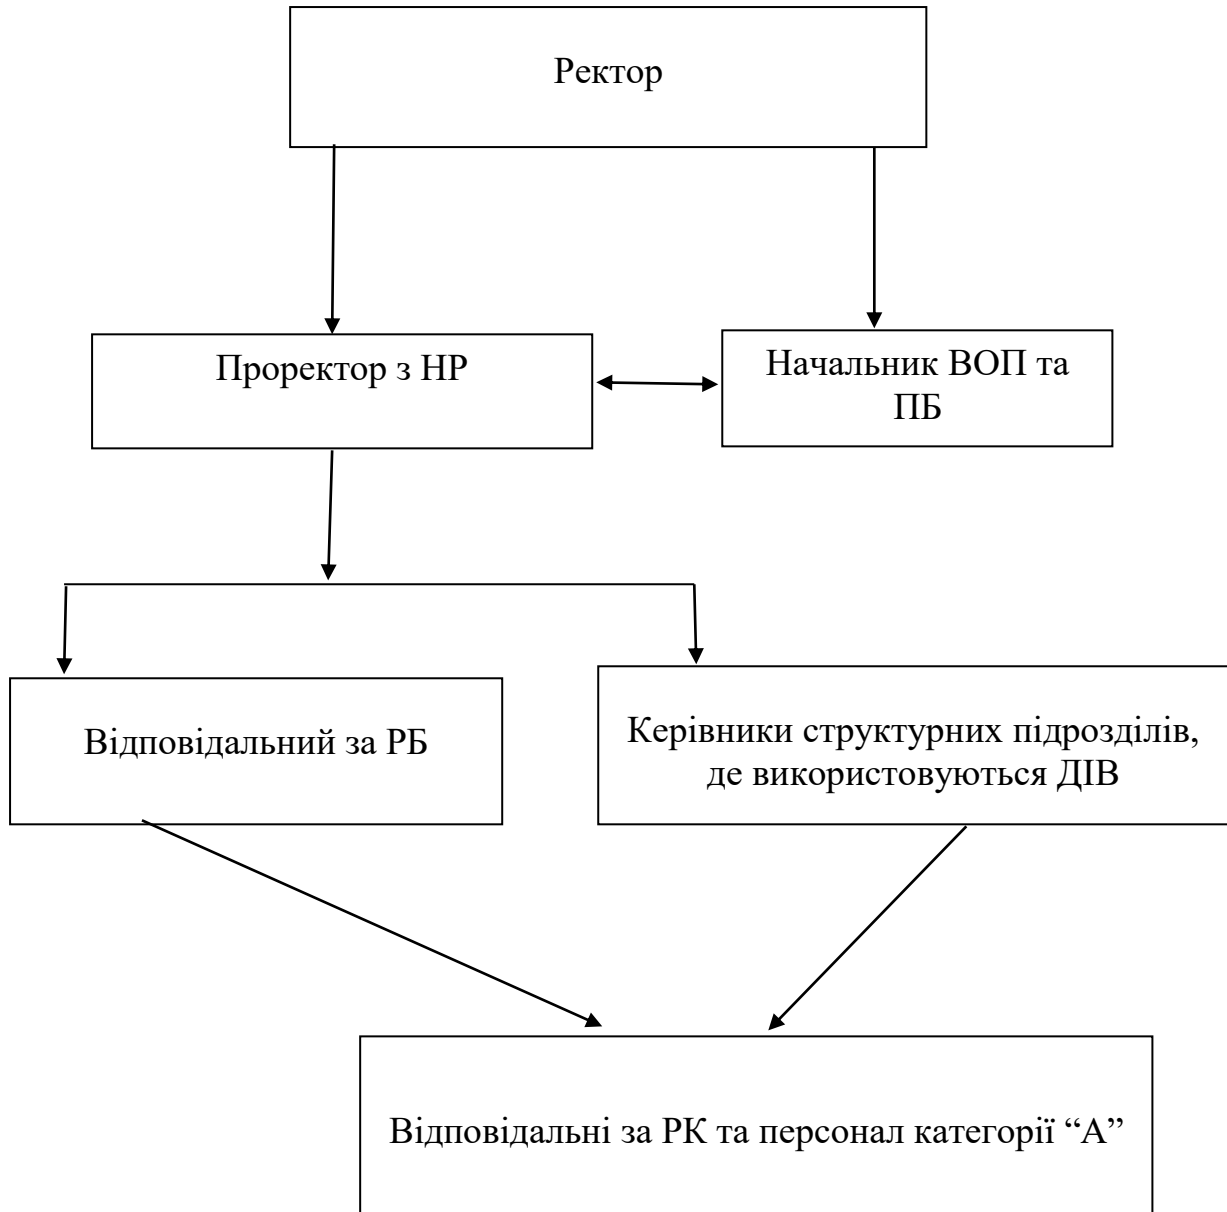 Ректор
Проректор з НР
Начальник ВОП та
ПБ
Відповідальний за РБ
Керівники структурних підрозділів,
де використовуються ДІВ
Відповідальні за РК та персонал категорії “А”